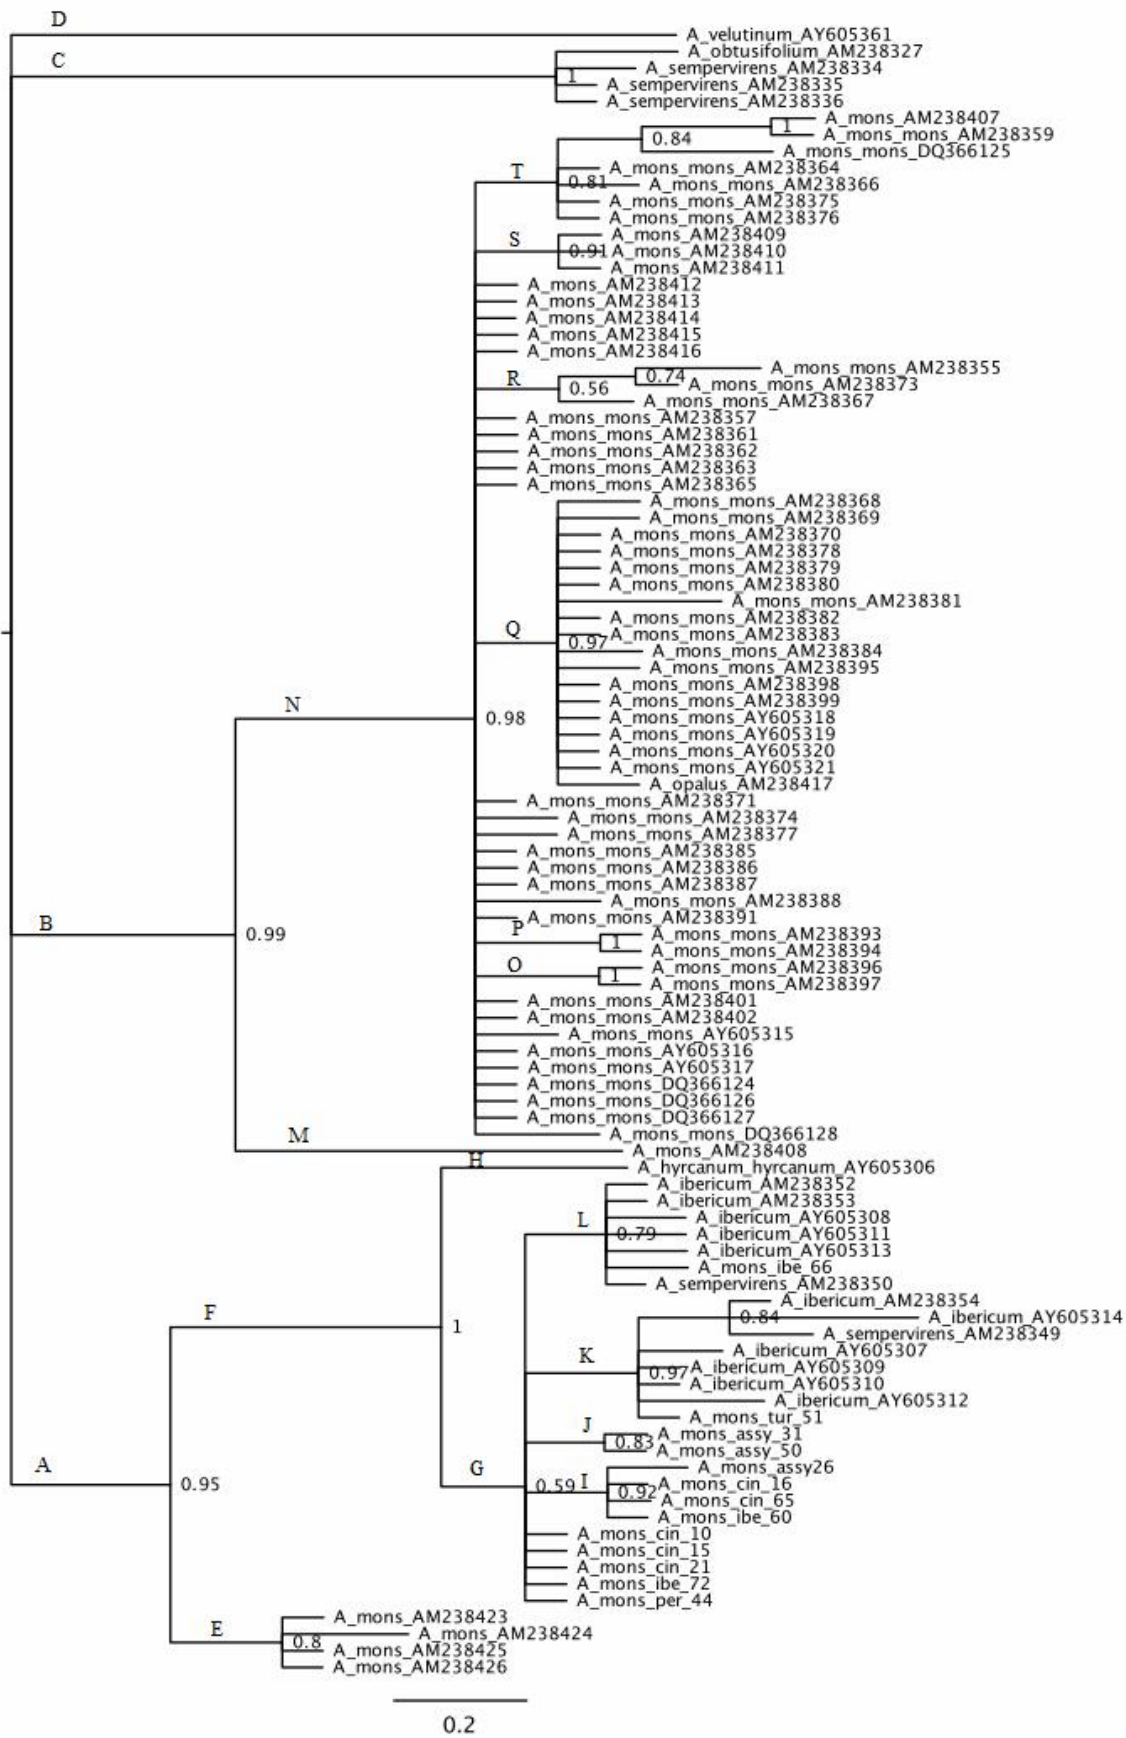 D
A_velutinum_AY605361
A_obtusifolium_AM238327
C
A_sempervirens_AM238334
1
A_sempervirens_AM238335
A_sempervirens_AM238336
A_mons_AM238407
1
A_mons_mons_AM238359
0.84
A_mons_mons_DQ366125
T
A_mons_mons_AM238364
0.81
A_mons_mons_AM238366
A_mons_mons_AM238375
A_mons_mons_AM238376
A_mons_AM238409
S
0.91
A_mons_AM238410
A_mons_AM238411
A_mons_AM238412
A_mons_AM238413
A_mons_AM238414
A_mons_AM238415
A_mons_AM238416
A_mons_mons_AM238355
R
0.74
A_mons_mons_AM238373
0.56
A_mons_mons_AM238367
A_mons_mons_AM238357
A_mons_mons_AM238361
A_mons_mons_AM238362
A_mons_mons_AM238363
A_mons_mons_AM238365
A_mons_mons_AM238368
A_mons_mons_AM238369
A_mons_mons_AM238370
A_mons_mons_AM238378
A_mons_mons_AM238379
A_mons_mons_AM238380
A_mons_mons_AM238381
A_mons_mons_AM238382
Q
A_mons_mons_AM238383
0.97
A_mons_mons_AM238384
A_mons_mons_AM238395
A_mons_mons_AM238398
A_mons_mons_AM238399
N
0.98
A_mons_mons_AY605318
A_mons_mons_AY605319
A_mons_mons_AY605320
A_mons_mons_AY605321
A_opalus_AM238417
A_mons_mons_AM238371
A_mons_mons_AM238374
A_mons_mons_AM238377
A_mons_mons_AM238385
A_mons_mons_AM238386
A_mons_mons_AM238387
A_mons_mons_AM238388
A_mons_mons_AM238391
B
0.99
P
A_mons_mons_AM238393
1
A_mons_mons_AM238394
O
A_mons_mons_AM238396
1
A_mons_mons_AM238397
A_mons_mons_AM238401
A_mons_mons_AM238402
A_mons_mons_AY605315
A_mons_mons_AY605316
A_mons_mons_AY605317
A_mons_mons_DQ366124
A_mons_mons_DQ366126
A_mons_mons_DQ366127
A_mons_mons_DQ366128
M
A_mons_AM238408
H
A_hyrcanum_hyrcanum_AY605306
A_ibericum_AM238352
A_ibericum_AM238353
A_ibericum_AY605308
L
0.79
A_ibericum_AY605311
A_ibericum_AY605313
A_mons_ibe_66
A_sempervirens_AM238350
A_ibericum_AM238354
0.84
A_ibericum_AY605314
F
1
A_sempervirens_AM238349
A_ibericum_AY605307
K
0.97
A_ibericum_AY605309
A_ibericum_AY605310
A_ibericum_AY605312
A_mons_tur_51
J
A_mons_assy_31
0.83
A_mons_assy_50
A
0.95
G
A_mons_assy26
0.59
I
0.92
A_mons_cin_16
A_mons_cin_65
A_mons_ibe_60
A_mons_cin_10
A_mons_cin_15
A_mons_cin_21
A_mons_ibe_72
A_mons_per_44
A_mons_AM238423
E
0.8
A_mons_AM238424
A_mons_AM238425
A_mons_AM238426
0.2